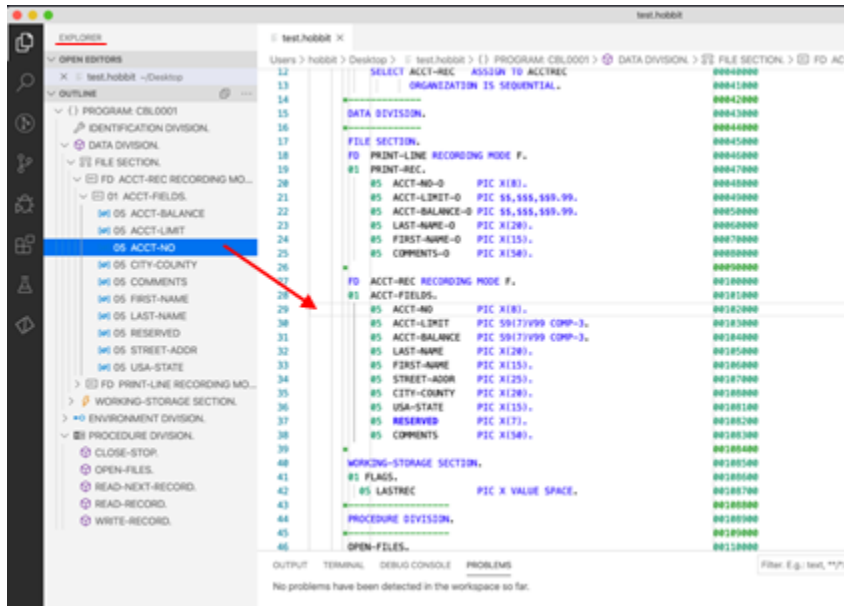 test.hobbit
EXPLORER
OPEN EDITORS
test.hobbit ~/Desktop
OUTLINE
{} PROGRAM: CBL0001
IDENTIFICATION DIVISION.
DATA DIVISION.
FILE SECTION.
FD ACCT-REC RECORDING MO...
01 ACCT-FIELDS.
05 ACCT-BALANCE
05 ACCT-LIMIT
05 ACCT-NO
05 CITY-COUNTY
05 COMMENTS
05 FIRST-NAME
05 LAST-NAME
05 RESERVED
05 STREET-ADDR
05 USA-STATE
FD PRINT-LINE RECORDING MO...
WORKING-STORAGE SECTION.
ENVIRONMENT DIVISION.
PROCEDURE DIVISION.
CLOSE-STOP.
OPEN-FILES.
READ-NEXT-RECORD.
READ-RECORD.
WRITE-RECORD.
test.hobbit
Users > hobbit > Desktop > test.hobbit > {} PROGRAM: CBL0001 > DATA DIVISION. > FILE SECTION. > FD AC
12 SELECT ACCT-REC ASSIGN TO ACCTREC 00040000
13 ORGANIZATION IS SEQUENTIAL. 00041000
14 *-------------------- 00042000
15 DATA DIVISION. 00043000
16 *-------------------- 00044000
17 FILE SECTION. 00045000
18 FD PRINT-LINE RECORDING MODE F. 00046000
19 01 PRINT-REC. 00047000
20 05 ACCT-NO-O PIC X(8). 00048000
21 05 ACCT-LIMIT-O PIC $$,$$$,$$9.99. 00049000
22 05 ACCT-BALANCE-O PIC $$,$$$,$$9.99. 00050000
23 05 LAST-NAME-O PIC X(20). 00060000
24 05 FIRST-NAME-O PIC X(15). 00070000
25 05 COMMENTS-O PIC X(50). 00080000
26 * 00090000
27 FD ACCT-REC RECORDING MODE F. 00100000
28 01 ACCT-FIELDS. 00101000
29 05 ACCT-NO PIC X(8). 00102000
30 05 ACCT-LIMIT PIC S9(7)V99 COMP-3. 00103000
31 05 ACCT-BALANCE PIC S9(7)V99 COMP-3. 00104000
32 05 LAST-NAME PIC X(20). 00105000
33 05 FIRST-NAME PIC X(15). 00106000
34 05 STREET-ADDR PIC X(25). 00107000
35 05 CITY-COUNTY PIC X(20). 00108000
36 05 USA-STATE PIC X(15). 00108100
37 05 RESERVED PIC X(7). 00108200
38 05 COMMENTS PIC X(50). 00108300
39 * 00108400
40 WORKING-STORAGE SECTION. 00108500
41 01 FLAGS. 00108600
42 05 LASTREC PIC X VALUE SPACE. 00108700
43 *-------------------- 00108800
44 PROCEDURE DIVISION. 00108900
45 *-------------------- 00109000
46 OPEN-FILES. 00110000
OUTPUT TERMINAL DEBUG CONSOLE PROBLEMS
Filter. E.g.: text, **/*
No problems have been detected in the workspace so far.